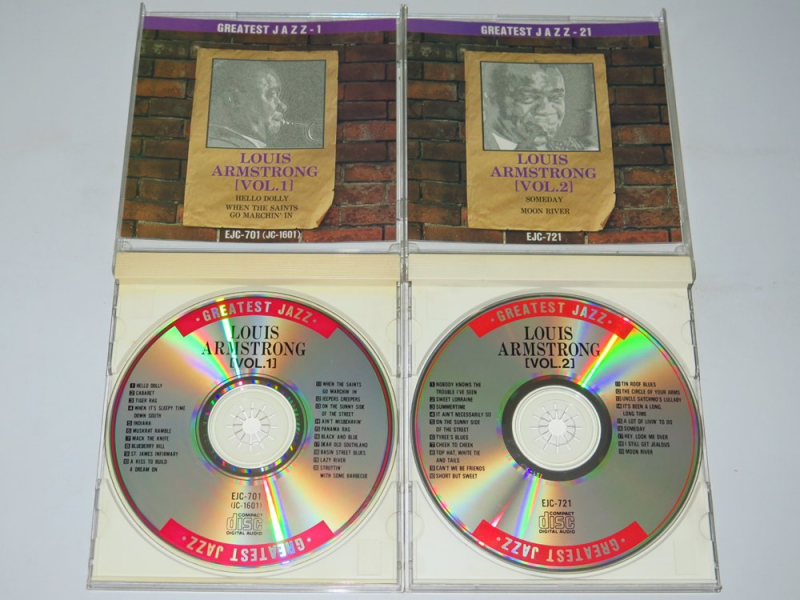 GREATEST JAZZ-1
LOUIS
ARMSTRONG
[VOL.1]
HELLO DOLLY
WHEN THE SAINTS
GO MARCHIN' IN
EJC-701 (JC-1601)
GREATEST JAZZ-21
LOUIS
ARMSTRONG
[VOL.2]
SOMEDAY
MOON RIVER
EJC-721
·GREATEST JAZZ·
LOUIS
ARMSTRONG
[VOL.1]
HELLO DOLLY
CABARET
TIGER RAG
WHEN IT'S SLEEPY TIME
DOWN SOUTH
INDIANA
MUSKRAT RAMBLE
MACK THE KNIFE
BLUEBERRY HILL
ST. JAMES INFIRMARY
A KISS TO BUILD
A DREAM ON
WHEN THE SAINTS
GO MARCHIN' IN
JEEPERS CREEPERS
ON THE SUNNY SIDE
OF THE STREET
AIN'T MISBEHAVIN'
PANAMA RAG
BLACK AND BLUE
DEAR OLD SOUTHLAND
BASIN STREET BLUES
LAZY RIVER
STRUTTIN'
WITH SOME BARBECUE
EJC-701
(JC-1601)
COMPACT
disc
DIGITAL AUDIO
·GREATEST JAZZ·
·GREATEST JAZZ·
LOUIS
ARMSTRONG
[VOL.2]
NOBODY KNOWS THE
TROUBLE I'VE SEEN
SWEET LORRAINE
SUMMERTIME
IT AIN'T NECESSARILY SO
ON THE SUNNY SIDE
OF THE STREET
TYREE'S BLUES
CHEEK TO CHEEK
TOP HAT, WHITE TIE
AND TAILS
CAN'T WE BE FRIENDS
SHORT BUT SWEET
TIN ROOF BLUES
THE CIRCLE OF YOUR ARMS
UNCLE SATCHMO'S LULLABY
IT'S BEEN A LONG,
LONG TIME
A LOT OF LIVIN' TO DO
SOMEDAY
HEY, LOOK ME OVER
I STILL GET JEALOUS
MOON RIVER
EJC-721
COMPACT
disc
DIGITAL AUDIO
·GREATEST JAZZ·